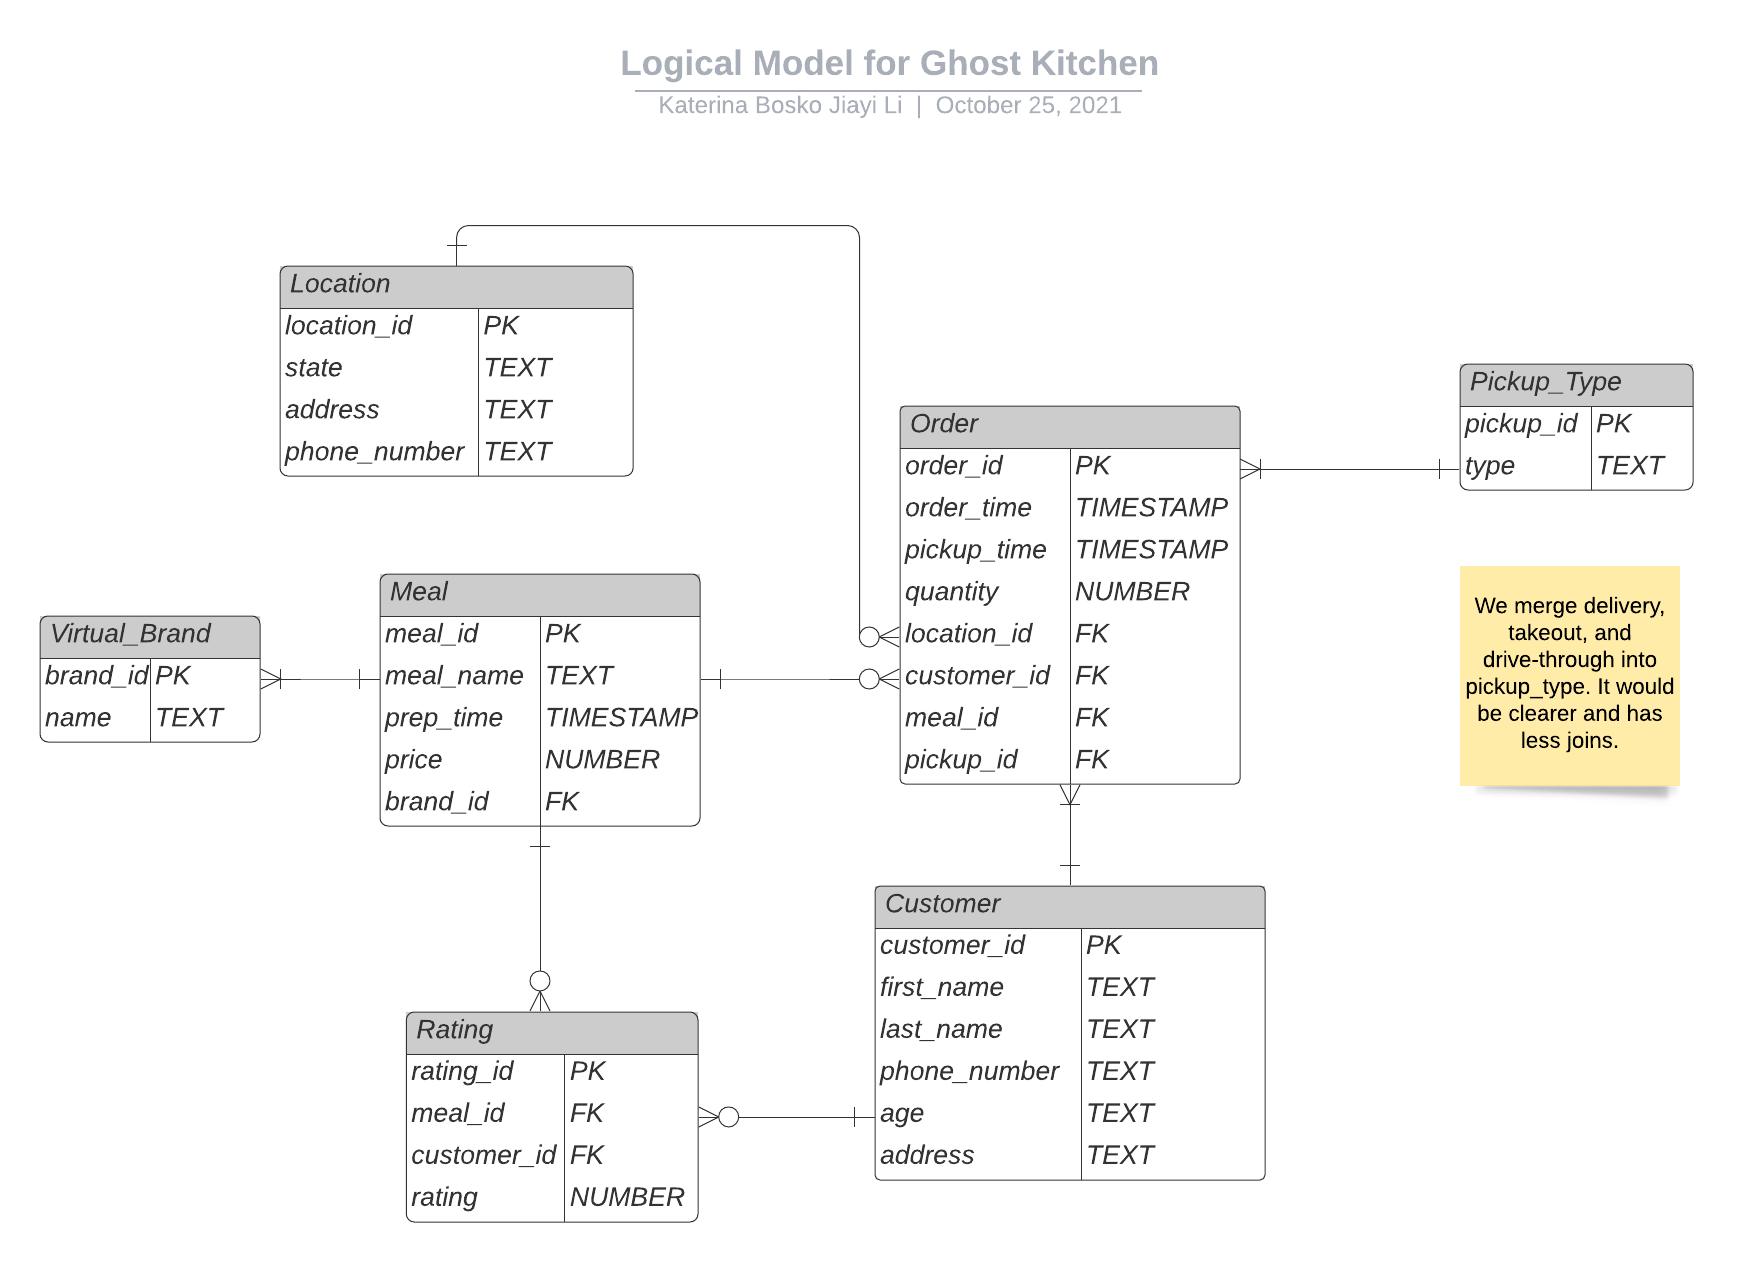 Logical Model for Ghost Kitchen
Katerina Bosko Jiayi Li | October 25, 2021
Location
location_id PK
state TEXT
address TEXT
phone_number TEXT
Pickup_Type
pickup_id PK
type TEXT
Order
order_id PK
order_time TIMESTAMP
pickup_time TIMESTAMP
quantity NUMBER
location_id FK
customer_id FK
meal_id FK
pickup_id FK
Meal
meal_id PK
meal_name TEXT
prep_time TIMESTAMP
price NUMBER
brand_id FK
Virtual_Brand
brand_id PK
name TEXT
We merge delivery,
takeout, and
drive-through into
pickup_type. It would
be clearer and has
less joins.
Customer
customer_id PK
first_name TEXT
last_name TEXT
phone_number TEXT
age TEXT
address TEXT
Rating
rating_id PK
meal_id FK
customer_id FK
rating NUMBER